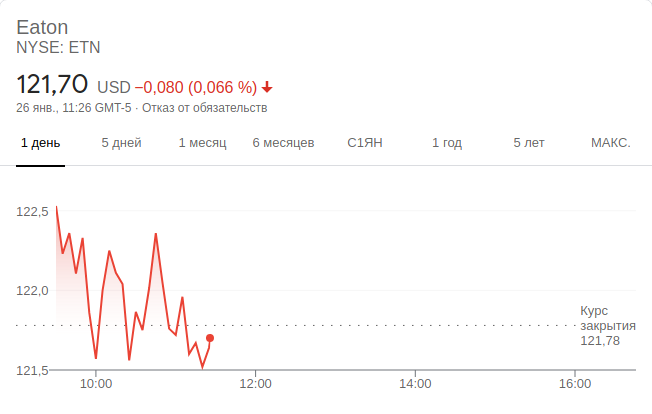 Eaton
NYSE: ETN
121,70 USD −0,080 (0,066 %)
26 янв., 11:26 GMT-5 · Отказ от обязательств
1 день 5 дней 1 месяц 6 месяцев С1ЯН 1 год 5 лет МАКС.
122,5
122,0
Курс
закрытия
121,78
121,5
10:00 12:00 14:00 16:00